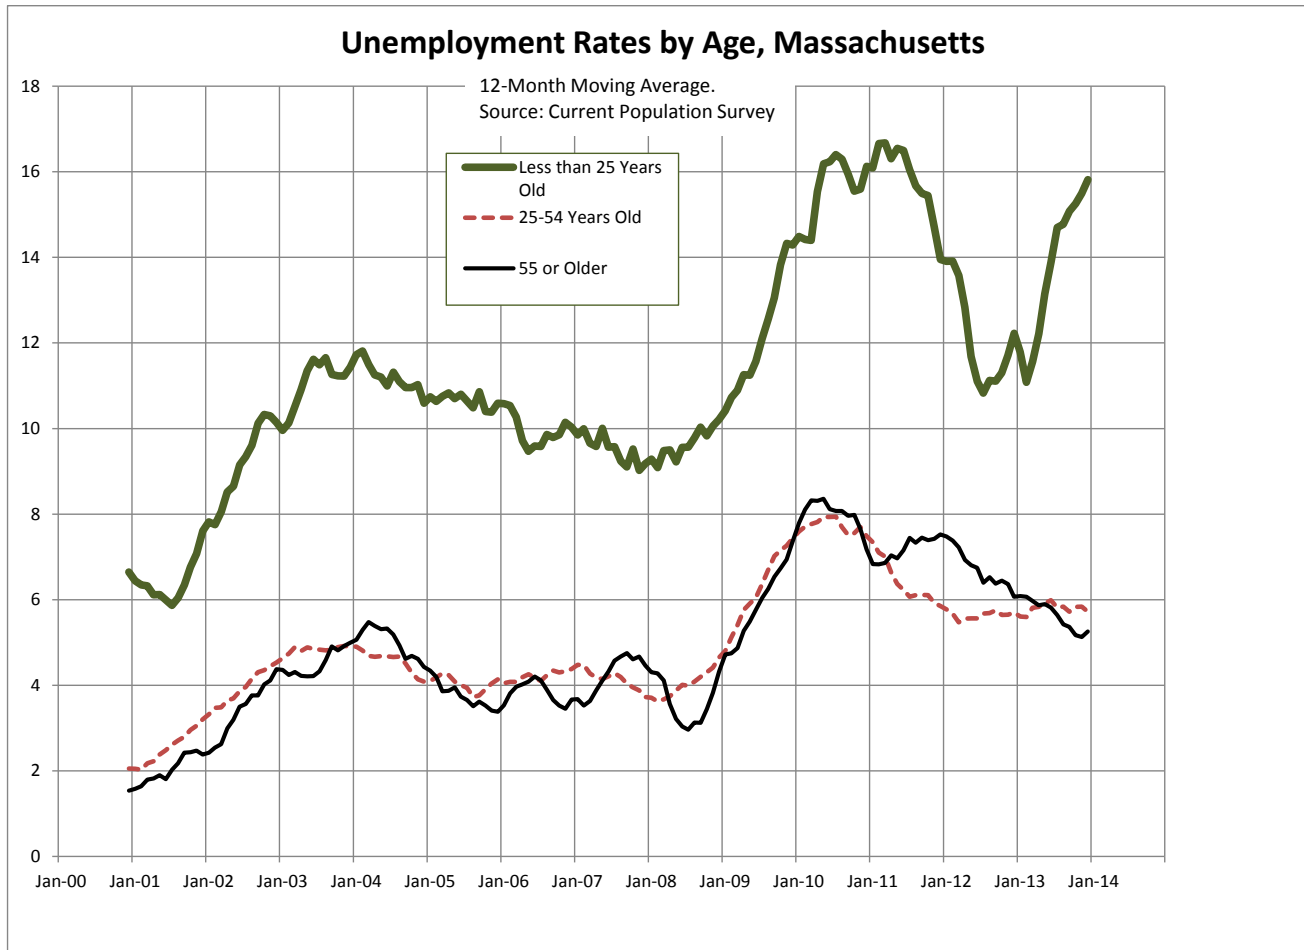 Unemployment Rates by Age, Massachusetts
12-Month Moving Average.
Source: Current Population Survey
Less than 25 Years
Old
25-54 Years Old
55 or Older
18
16
14
12
10
8
6
4
2
0
Jan-00 Jan-01 Jan-02 Jan-03 Jan-04 Jan-05 Jan-06 Jan-07 Jan-08 Jan-09 Jan-10 Jan-11 Jan-12 Jan-13 Jan-14